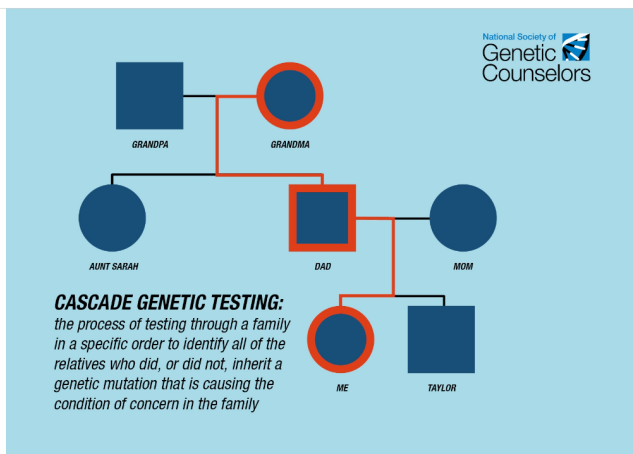 National Society of
Genetic
Counselors
GRANDPA
GRANDMA
AUNT SARAH
DAD
MOM
CASCADE GENETIC TESTING:
the process of testing through a family
in a specific order to identify all of the
relatives who did, or did not, inherit a
genetic mutation that is causing the
condition of concern in the family
ME
TAYLOR